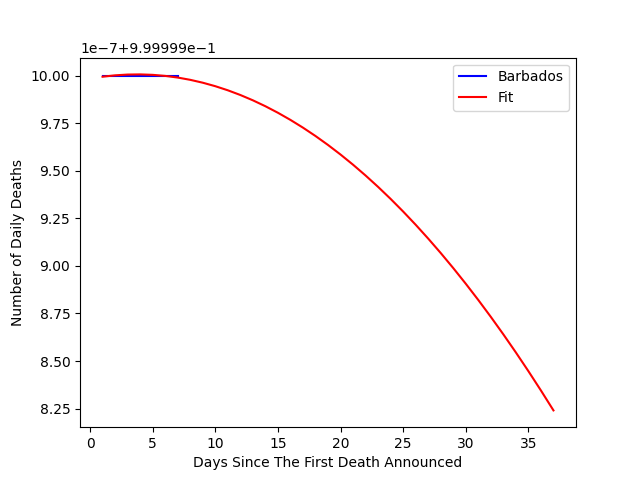 1e−7+9.99999e−1
10.00
9.75
9.50
9.25
9.00
8.75
8.50
8.25
Number of Daily Deaths
Barbados
Fit
0 5 10 15 20 25 30 35
Days Since The First Death Announced